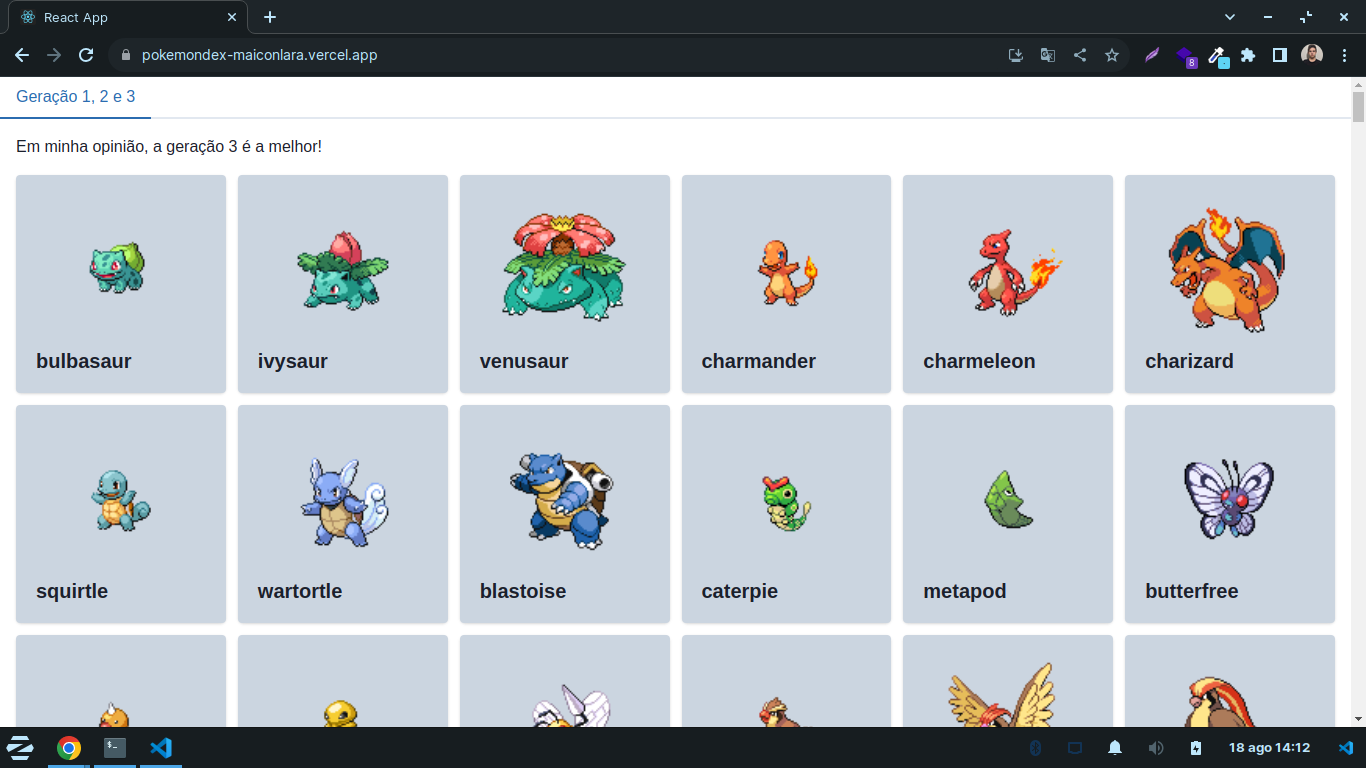 React App
pokemondex-maiconlara.vercel.app
8
Geração 1, 2 e 3
Em minha opinião, a geração 3 é a melhor!
bulbasaur ivysaur venusaur charmander charmeleon charizard
squirtle wartortle blastoise caterpie metapod butterfree
$-
18 ago 14:12